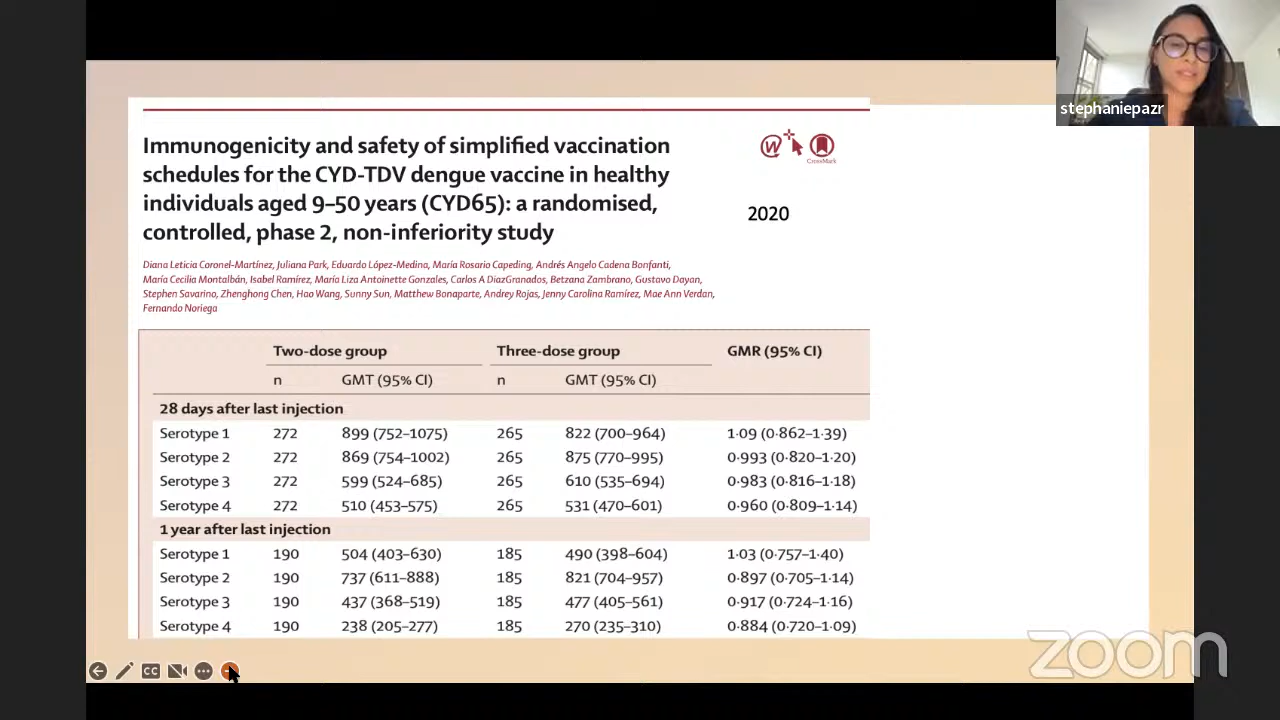 stephaniepazr
Immunogenicity and safety of simplified vaccination
schedules for the CYD-TDV dengue vaccine in healthy
individuals aged 9–50 years (CYD65): a randomised,
controlled, phase 2, non-inferiority study
CrossMark
2020
Diana Leticia Coronel-Martínez, Juliana Park, Eduardo López-Medina, María Rosario Capeding, Andrés Angelo Cadena Bonfanti,
María Cecilia Montalbán, Isabel Ramírez, María Liza Antoinette Gonzales, Carlos A DiazGranados, Betzana Zambrano, Gustavo Dayan,
Stephen Savarino, Zhenghong Chen, Hao Wang, Sunny Sun, Matthew Bonaparte, Andrey Rojas, Jenny Carolina Ramírez, Mae Ann Verdan,
Fernando Noriega
Two-dose group Three-dose group GMR (95% CI)
n GMT (95% CI) n GMT (95% CI)
28 days after last injection
Serotype 1 272 899 (752–1075) 265 822 (700–964) 1·09 (0·862–1·39)
Serotype 2 272 869 (754–1002) 265 875 (770–995) 0·993 (0·820–1·20)
Serotype 3 272 599 (524–685) 265 610 (535–694) 0·983 (0·816–1·18)
Serotype 4 272 510 (453–575) 265 531 (470–601) 0·960 (0·809–1·14)
1 year after last injection
Serotype 1 190 504 (403–630) 185 490 (398–604) 1·03 (0·757–1·40)
Serotype 2 190 737 (611–888) 185 821 (704–957) 0·897 (0·705–1·14)
Serotype 3 190 437 (368–519) 185 477 (405–561) 0·917 (0·724–1·16)
Serotype 4 190 238 (205–277) 185 270 (235–310) 0·884 (0·720–1·09)
CC
zoom